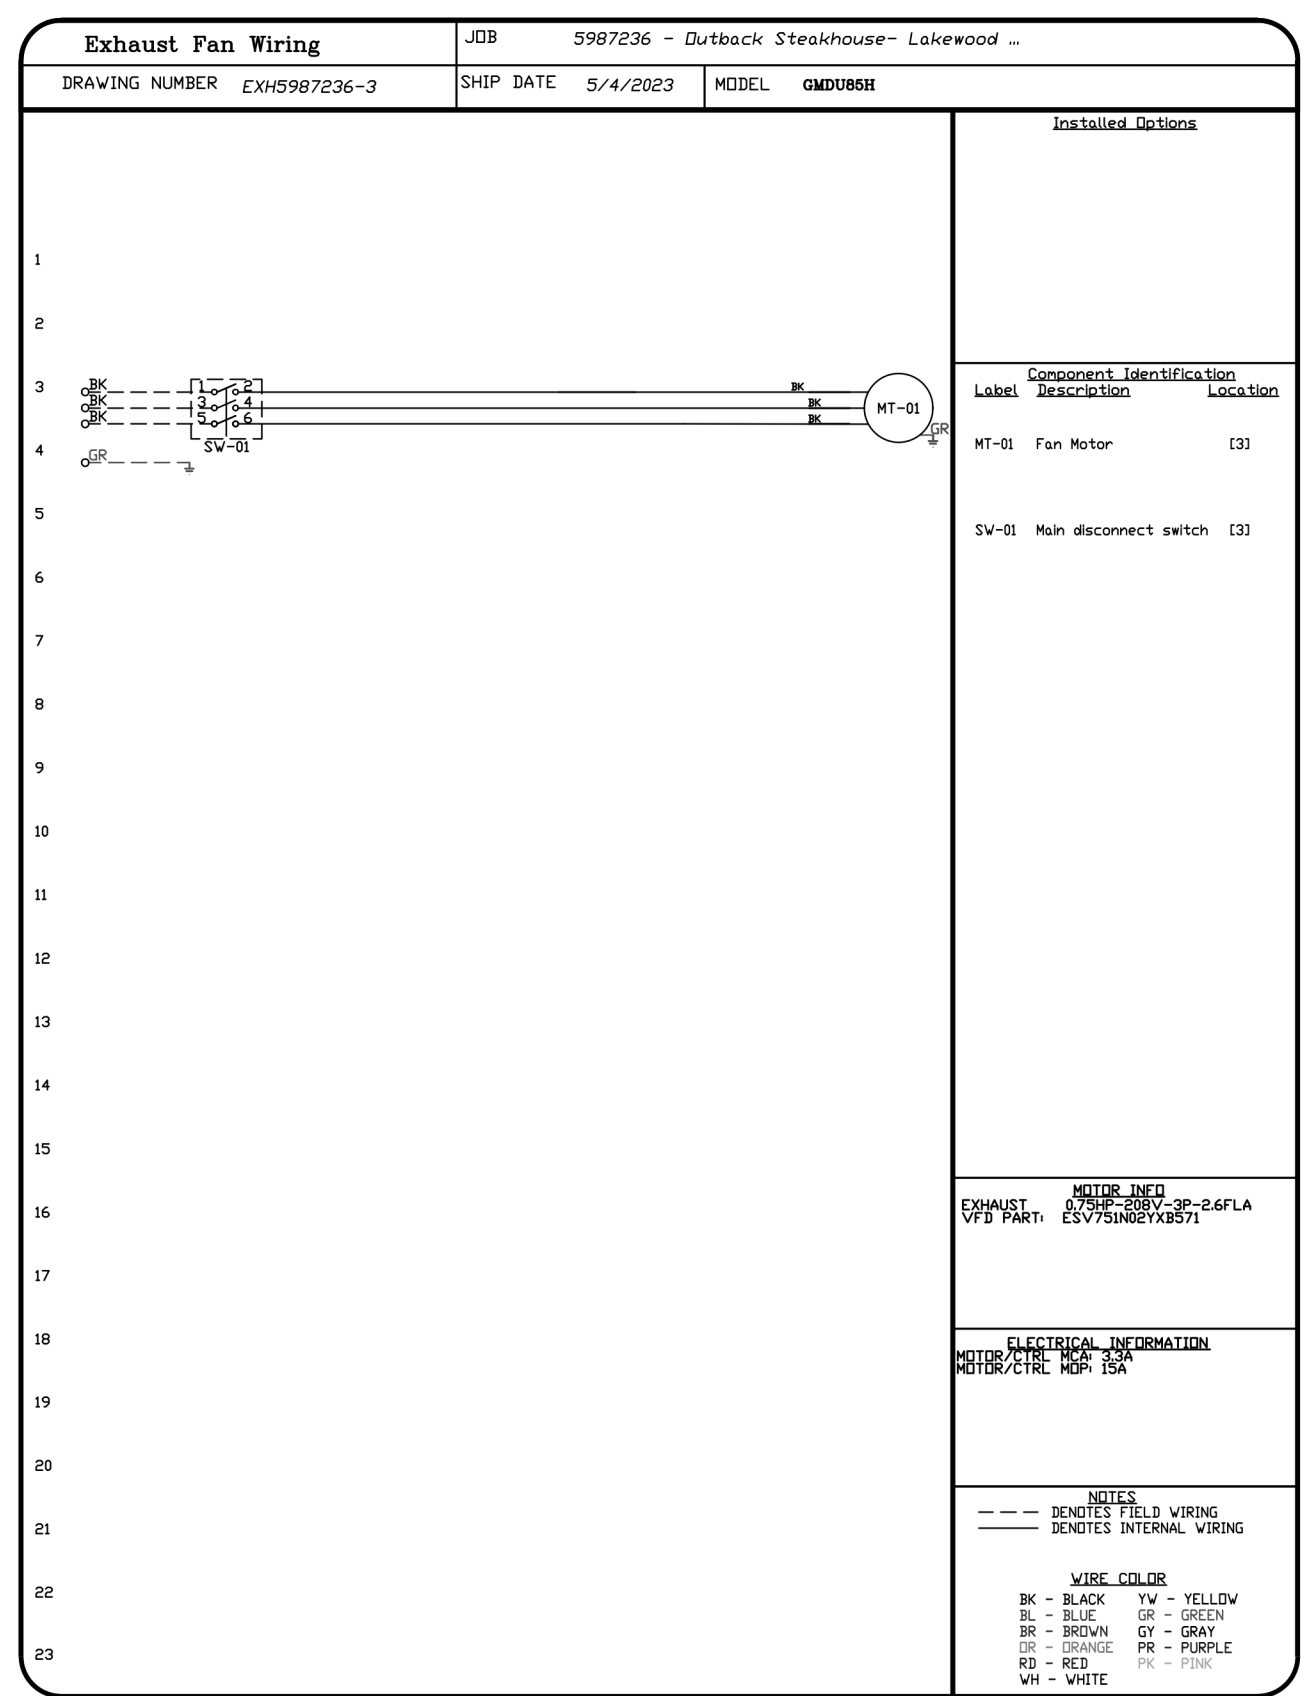 Exhaust Fan Wiring
JOB 5987236 - Outback Steakhouse- Lakewood ...
DRAWING NUMBER EXH5987236-3
SHIP DATE 5/4/2023
MODEL GMDU85H
Installed Options
1
2
3
BK 1 2 BK
BK 3 4 BK MT-01
BK 5 6 BK GR
SW-01
4
GR
5
6
7
8
9
10
11
12
13
14
15
16
17
18
19
20
21
22
23
Component Identification
Label Description Location
MT-01 Fan Motor [3]
SW-01 Main disconnect switch [3]
MOTOR INFO
EXHAUST 0.75HP-208V-3P-2.6FLA
VFD PART: ESV751N02YXB571
ELECTRICAL INFORMATION
MOTOR/CTRL MCA: 3.3A
MOTOR/CTRL MOP: 15A
NOTES
DENOTES FIELD WIRING
DENOTES INTERNAL WIRING
WIRE COLOR
BK - BLACK YW - YELLOW
BL - BLUE GR - GREEN
BR - BROWN GY - GRAY
OR - ORANGE PR - PURPLE
RD - RED PK - PINK
WH - WHITE